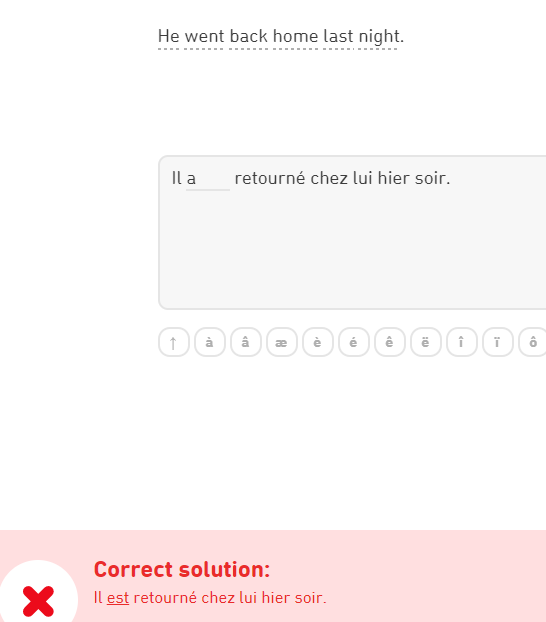 He went back home last night.
Il a retourné chez lui hier soir.
↑ à â æ è é ê ë î ï ô
Correct solution:
Il est retourné chez lui hier soir.